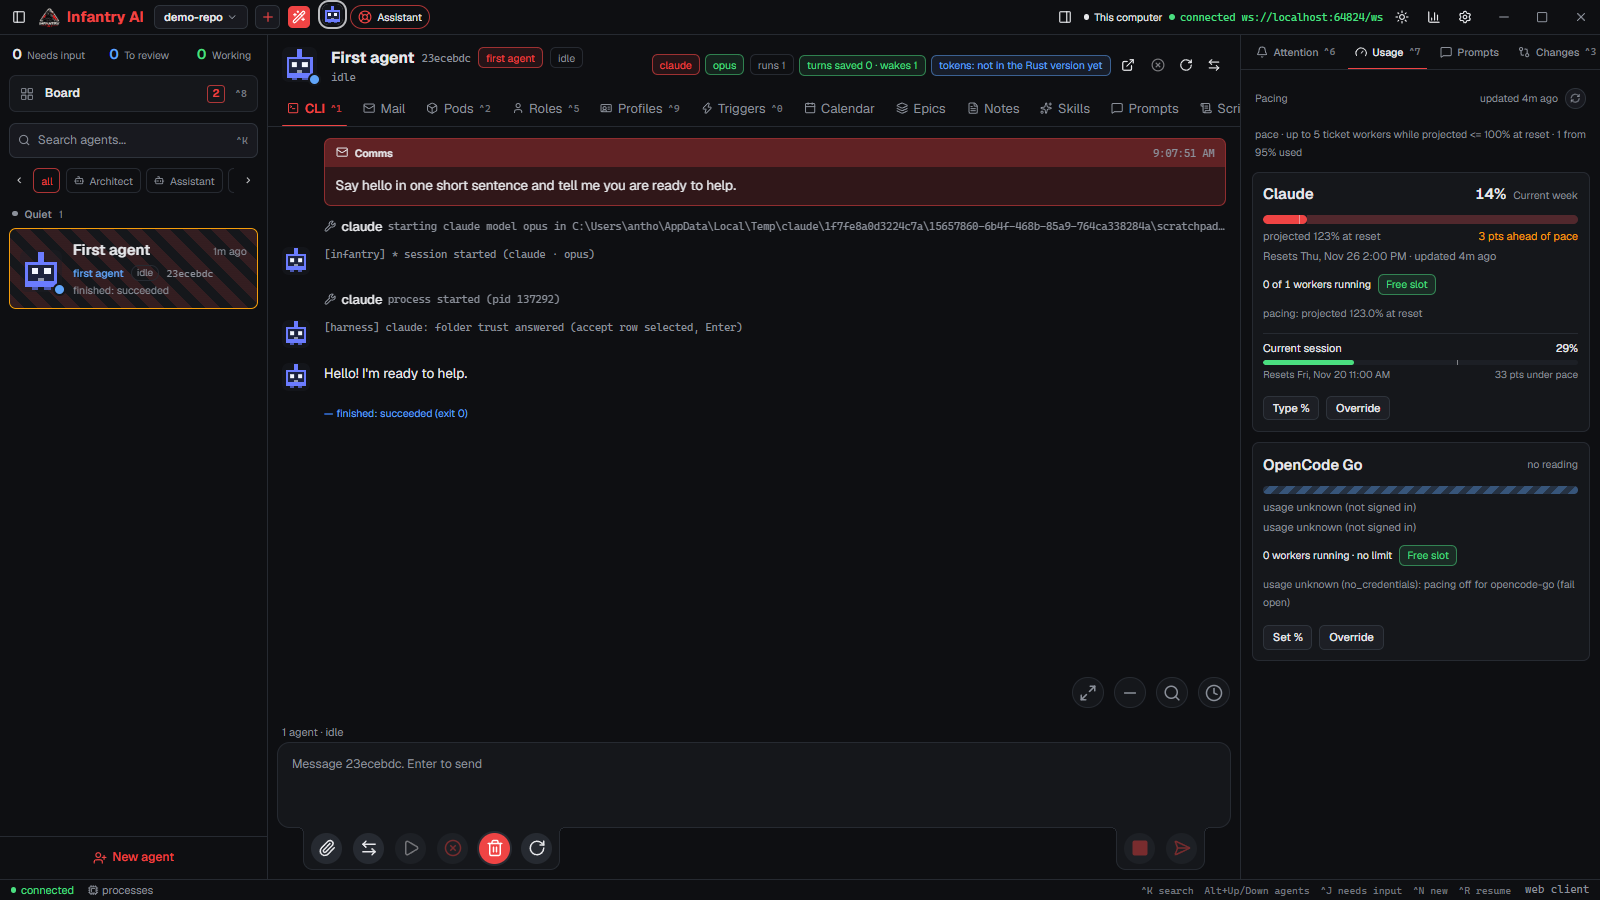 Infantry AI
demo-repo
Assistant
This computer
connected ws://localhost:64824/ws
0 Needs input
0 To review
0 Working
Board
2
^8
Search agents...
^K
all
Architect
Assistant
Quiet 1
First agent
1m ago
first agent
idle
23ecebdc
finished: succeeded
New agent
First agent
23ecebdc
first agent
idle
idle
claude
opus
runs 1
turns saved 0 · wakes 1
tokens: not in the Rust version yet
CLI ^1
Mail
Pods ^2
Roles ^5
Profiles ^9
Triggers ^0
Calendar
Epics
Notes
Skills
Prompts
Scri
Comms
9:07:51 AM
Say hello in one short sentence and tell me you are ready to help.
claude starting claude model opus in C:\Users\antho\AppData\Local\Temp\claude\1f7fe8a0d3224c7a\15657860-6b4f-468b-85a9-764ca338284a\scratchpad…
[infantry] * session started (claude · opus)
claude process started (pid 137292)
[harness] claude: folder trust answered (accept row selected, Enter)
Hello! I'm ready to help.
— finished: succeeded (exit 0)
1 agent · idle
Message 23ecebdc. Enter to send
Attention ^6
Usage ^7
Prompts
Changes ^3
Pacing
updated 4m ago
pace · up to 5 ticket workers while projected <= 100% at reset · 1 from
95% used
Claude
14% Current week
projected 123% at reset
3 pts ahead of pace
Resets Thu, Nov 26 2:00 PM · updated 4m ago
0 of 1 workers running
Free slot
pacing: projected 123.0% at reset
Current session
29%
Resets Fri, Nov 20 11:00 AM
33 pts under pace
Type %
Override
OpenCode Go
no reading
usage unknown (not signed in)
usage unknown (not signed in)
0 workers running · no limit
Free slot
usage unknown (no_credentials): pacing off for opencode-go (fail
open)
Set %
Override
connected
processes
^K search
Alt+Up/Down agents
^J needs input
^N new
^R resume
web client